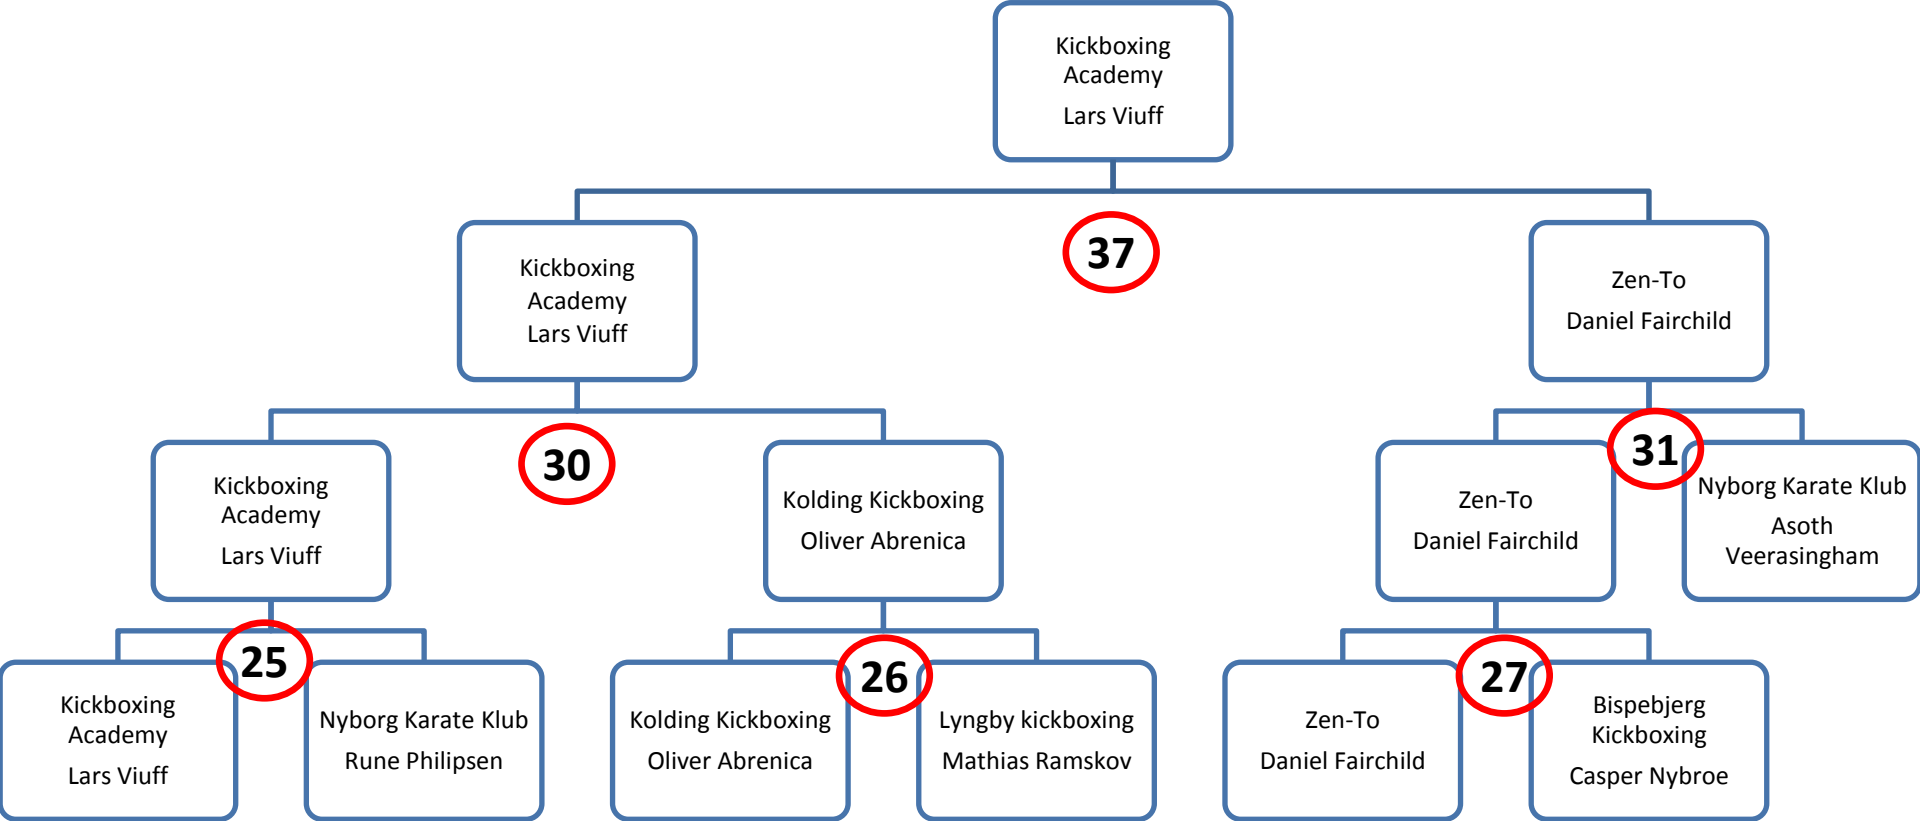 Kickboxing
Academy
Lars Viuff
37
Kickboxing
Academy
Lars Viuff
Zen-To
Daniel Fairchild
30
31
Kickboxing
Academy
Lars Viuff
Kolding Kickboxing
Oliver Abrenica
Zen-To
Daniel Fairchild
Nyborg Karate Klub
Asoth
Veerasingham
25
26
27
Kickboxing
Academy
Lars Viuff
Nyborg Karate Klub
Rune Philipsen
Kolding Kickboxing
Oliver Abrenica
Lyngby kickboxing
Mathias Ramskov
Zen-To
Daniel Fairchild
Bispebjerg
Kickboxing
Casper Nybroe